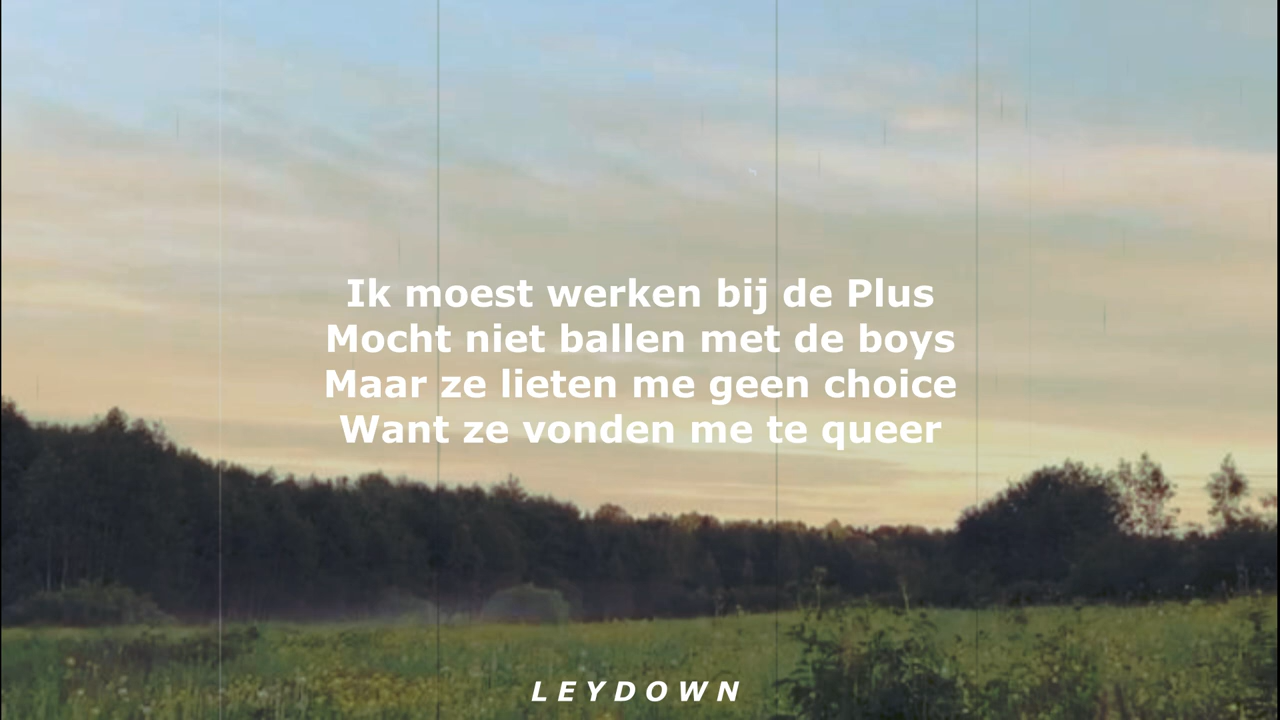 Ik moest werken bij de Plus
Mocht niet ballen met de boys
Maar ze lieten me geen choice
Want ze vonden me te queer
LEYDOWN